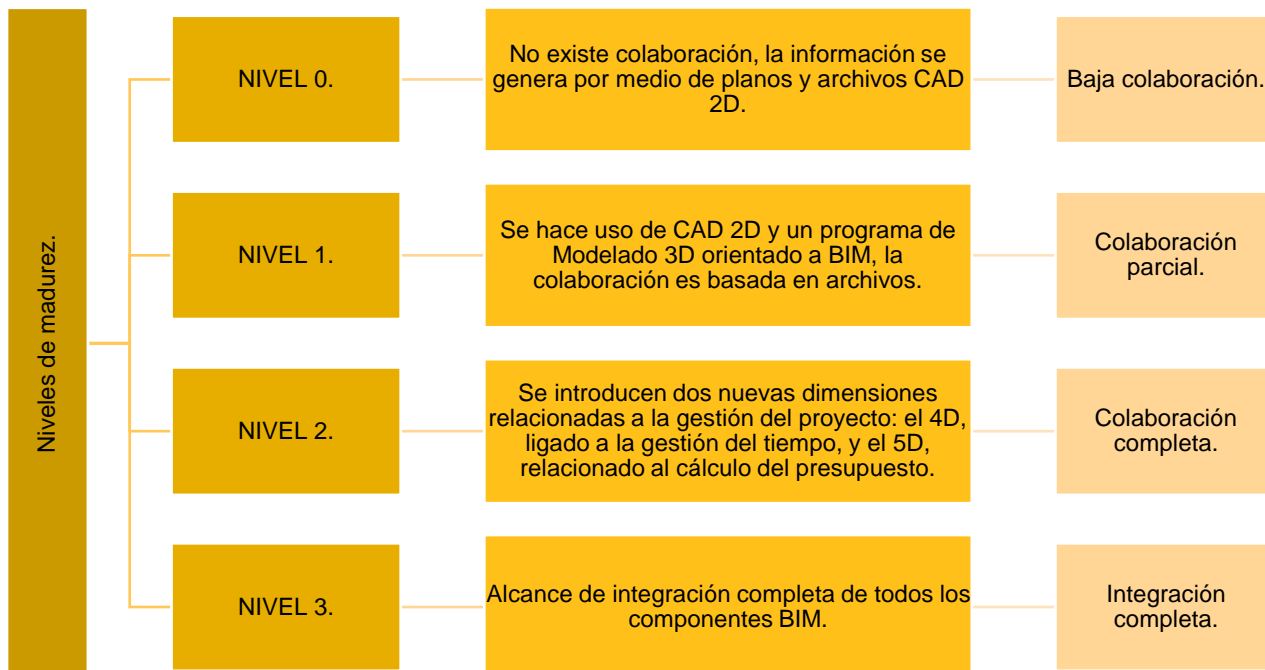 Niveles de madurez.
NIVEL 0.
No existe colaboración, la información se
genera por medio de planos y archivos CAD
2D.
Baja colaboración.
NIVEL 1.
Se hace uso de CAD 2D y un programa de
Modelado 3D orientado a BIM, la
colaboración es basada en archivos.
Colaboración
parcial.
NIVEL 2.
Se introducen dos nuevas dimensiones
relacionadas a la gestión del proyecto: el 4D,
ligado a la gestión del tiempo, y el 5D,
relacionado al cálculo del presupuesto.
Colaboración
completa.
NIVEL 3.
Alcance de integración completa de todos los
componentes BIM.
Integración
completa.